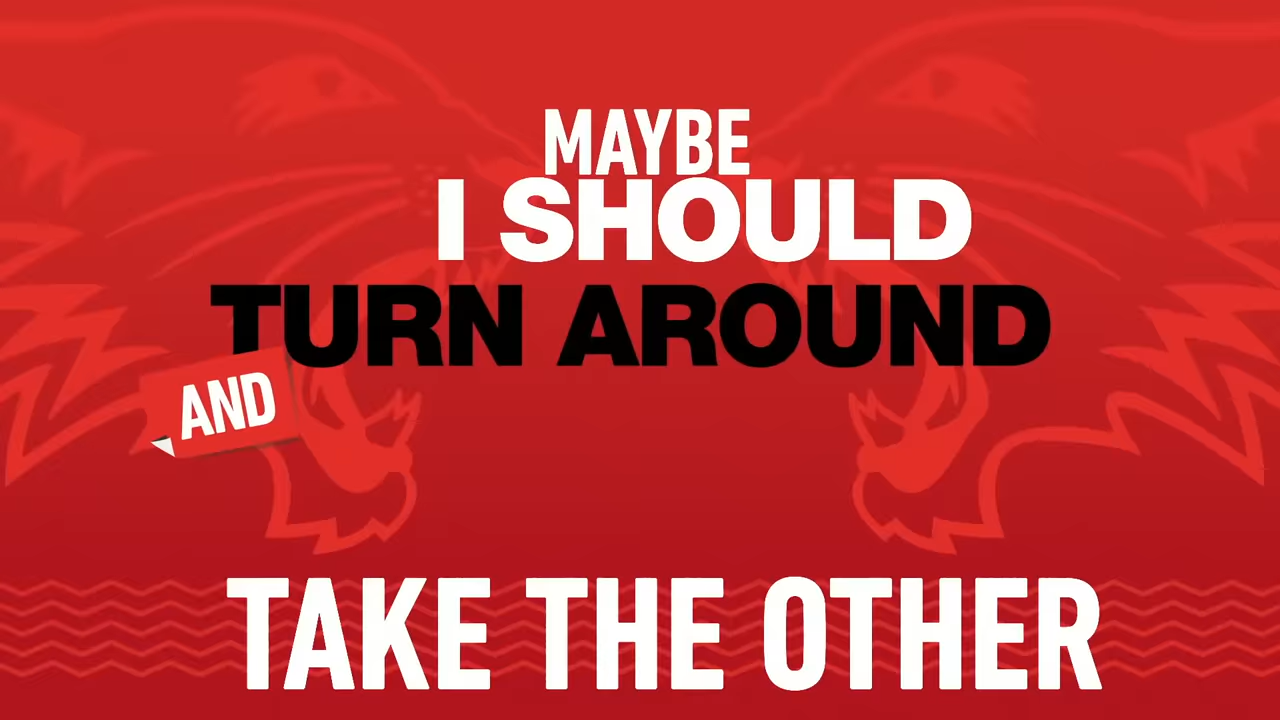 MAYBE
I SHOULD
TURN AROUND
AND
TAKE THE OTHER